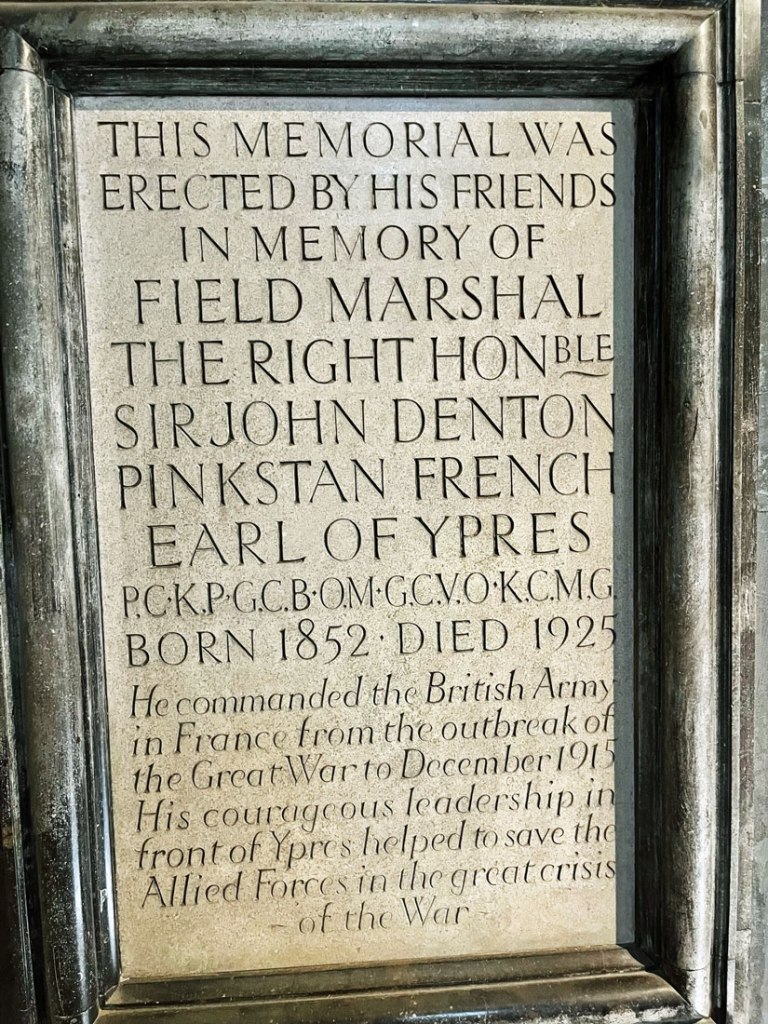 THIS MEMORIAL WAS
ERECTED BY HIS FRIENDS
IN MEMORY OF
FIELD MARSHAL
THE RIGHT HONBLE
SIR JOHN DENTON
PINKSTAN FRENCH
EARL OF YPRES
P.C·K.P·G.C.B·O.M·G.C.V.O·K.C.M.G.
BORN 1852 · DIED 1925
He commanded the British Army
in France from the outbreak of
the Great War to December 1915
His courageous leadership in
front of Ypres helped to save the
Allied Forces in the great crisis
- of the War -